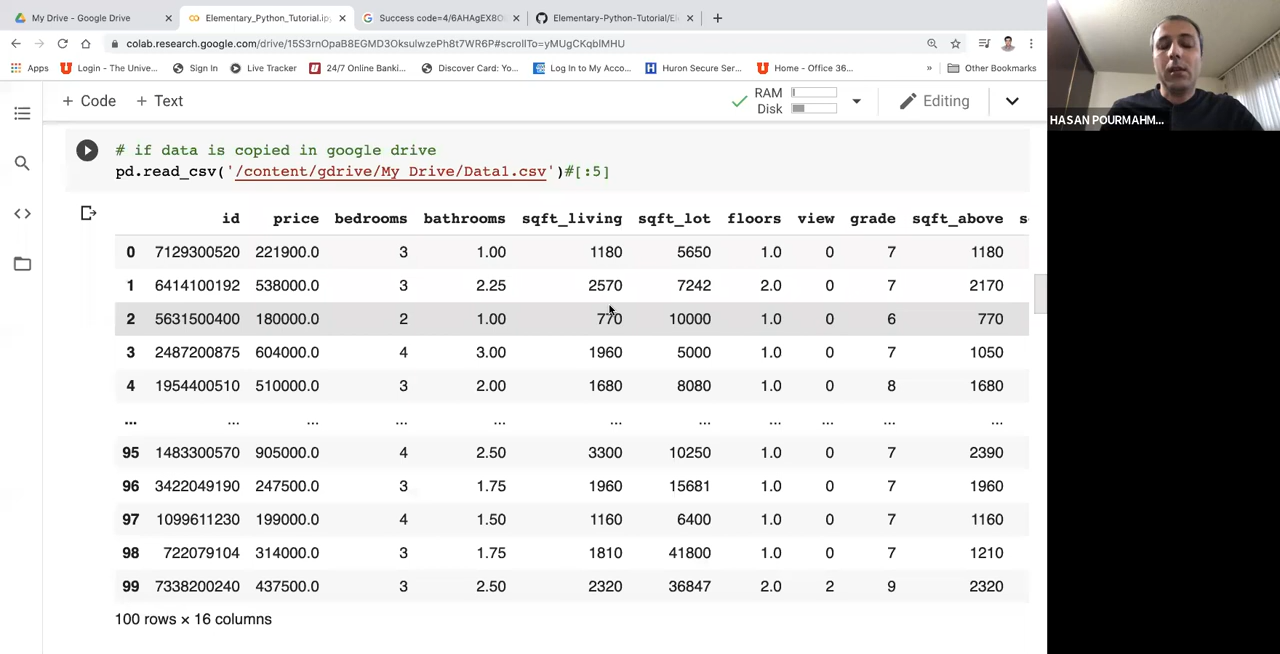 My Drive - Google Drive
Elementary_Python_Tutorial.ip
Success code=4/6AHAgEX8O
Elementary-Python-Tutorial/E
colab.research.google.com/drive/15S3rnOpaB8EGMD3OksulwzePh8t7WR6P#scrollTo=yMUgCKqblMHU
Apps
Login - The Unive...
Sign In
Live Tracker
24/7 Online Banki...
Discover Card: Yo...
Log In to My Acco...
Huron Secure Ser...
Home - Office 36...
»
Other Bookmarks
+ Code + Text
RAM
Disk
Editing
HASAN POURMAHM...
# if data is copied in google drive
pd.read_csv('/content/gdrive/My Drive/Data1.csv')#[:5]
id price bedrooms bathrooms sqft_living sqft_lot floors view grade sqft_above s
0 7129300520 221900.0 3 1.00 1180 5650 1.0 0 7 1180
1 6414100192 538000.0 3 2.25 2570 7242 2.0 0 7 2170
2 5631500400 180000.0 2 1.00 770 10000 1.0 0 6 770
3 2487200875 604000.0 4 3.00 1960 5000 1.0 0 7 1050
4 1954400510 510000.0 3 2.00 1680 8080 1.0 0 8 1680
... ... ... ... ... ... ... ... ... ... ...
95 1483300570 905000.0 4 2.50 3300 10250 1.0 0 7 2390
96 3422049190 247500.0 3 1.75 1960 15681 1.0 0 7 1960
97 1099611230 199000.0 4 1.50 1160 6400 1.0 0 7 1160
98 722079104 314000.0 3 1.75 1810 41800 1.0 0 7 1210
99 7338200240 437500.0 3 2.50 2320 36847 2.0 2 9 2320
100 rows × 16 columns